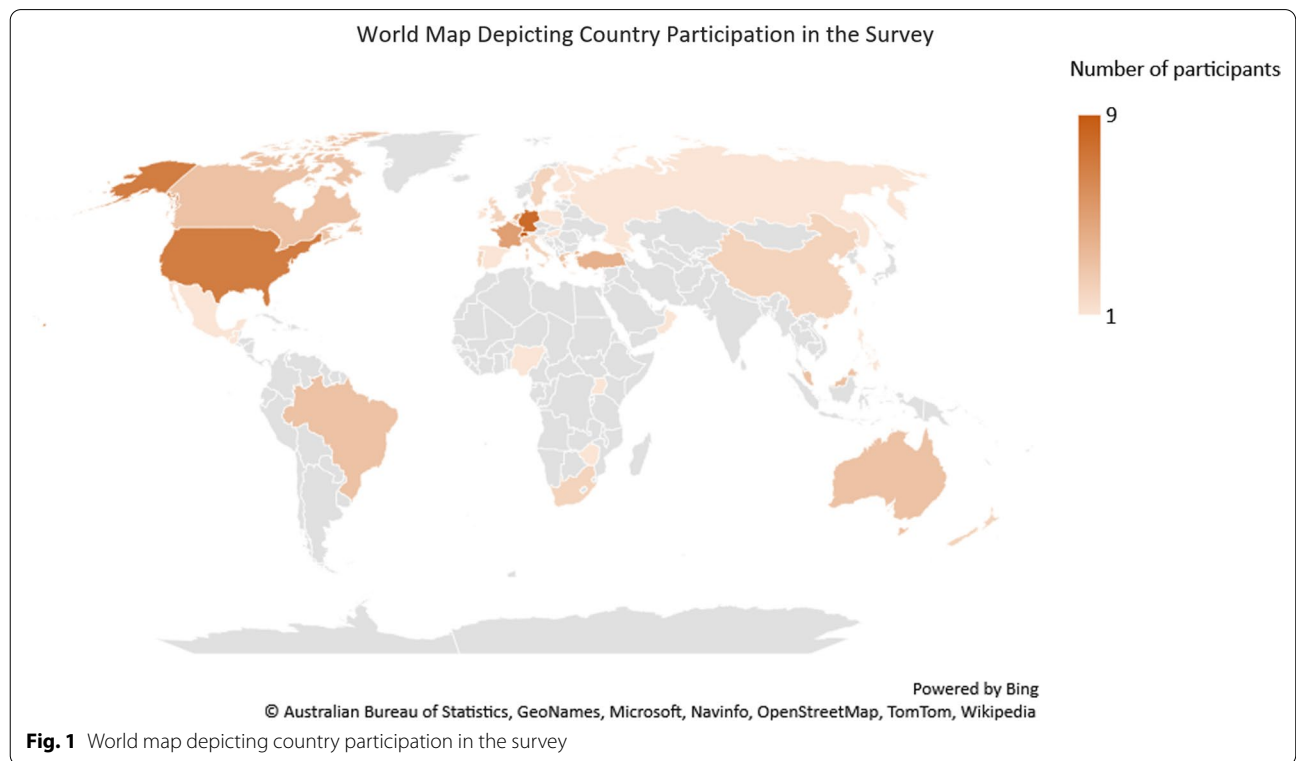 World Map Depicting Country Participation in the Survey
Number of participants
9
1
Powered by Bing
© Australian Bureau of Statistics, GeoNames, Microsoft, Navinfo, OpenStreetMap, TomTom, Wikipedia
Fig. 1 World map depicting country participation in the survey